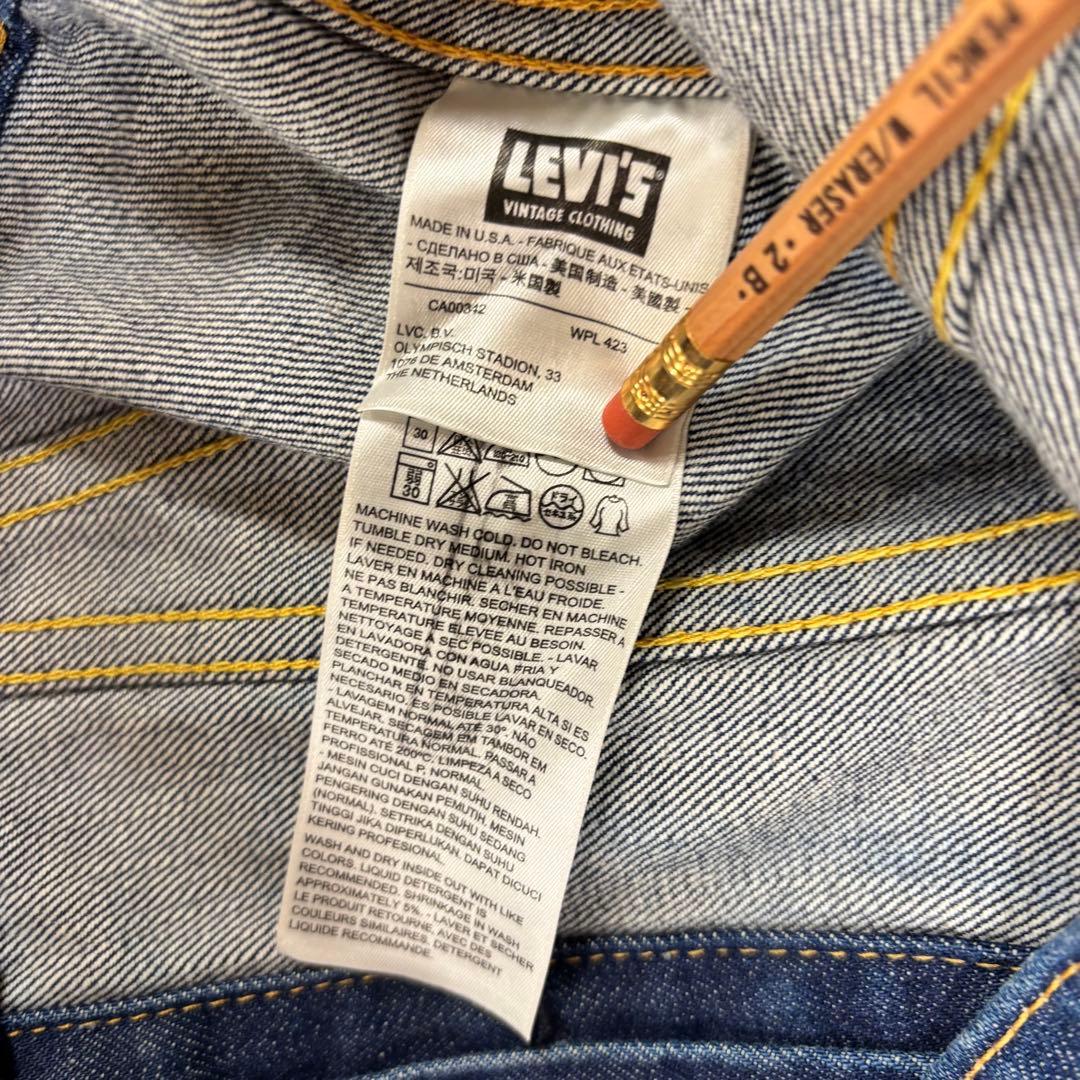 LEVI'S®
VINTAGE CLOTHING
MADE IN U.S.A. - FABRIQUE AUX ETATS-UNIS
- СДЕЛАНО В США - 美国制造 - 美國製 -
제조국:미국 - 米国製
CA00342
WPL 423
LVC, B.V.
OLYMPISCH STADION, 33
1076 DE AMSTERDAM
THE NETHERLANDS
30
30
高
ドライ
MACHINE WASH COLD. DO NOT BLEACH.
TUMBLE DRY MEDIUM. HOT IRON
IF NEEDED. DRY CLEANING POSSIBLE -
LAVER EN MACHINE A L'EAU FROIDE.
NE PAS BLANCHIR. SECHER EN MACHINE
A TEMPERATURE MOYENNE. REPASSER A
TEMPERATURE ELEVEE AU BESOIN.
NETTOYAGE A SEC POSSIBLE. - LAVAR
EN LAVADORA CON AGUA FRIA Y
DETERGENTE. NO USAR BLANQUEADOR.
SECADO MEDIO EN SECADORA.
PLANCHAR EN TEMPERATURA ALTA SI ES
NECESARIO. ES POSIBLE LAVAR EN SECO.
- LAVAGEM NORMAL ATÉ 30°. NÃO
ALVEJAR. SECAGEM EM TAMBOR EM
TEMPERATURA NORMAL. PASSAR A
FERRO ATÉ 200°C. LIMPEZA A SECO
PROFISSIONAL P, NORMAL.
- MESIN CUCI DENGAN SUHU RENDAH.
JANGAN GUNAKAN PEMUTIH. MESIN
PENGERING DENGAN SUHU SEDANG
(NORMAL). SETRIKA DENGAN SUHU
TINGGI JIKA DIPERLUKAN. DAPAT DICUCI
KERING PROFESIONAL.
WASH AND DRY INSIDE OUT WITH LIKE
COLORS. LIQUID DETERGENT IS
RECOMMENDED. SHRINKAGE IN WASH
APPROXIMATELY 5%. - LAVER ET SECHER
LE PRODUIT RETOURNE, AVEC DES
COULEURS SIMILAIRES. DETERGENT
LIQUIDE RECOMMANDE.
PENCIL W/ERASER •2 B•